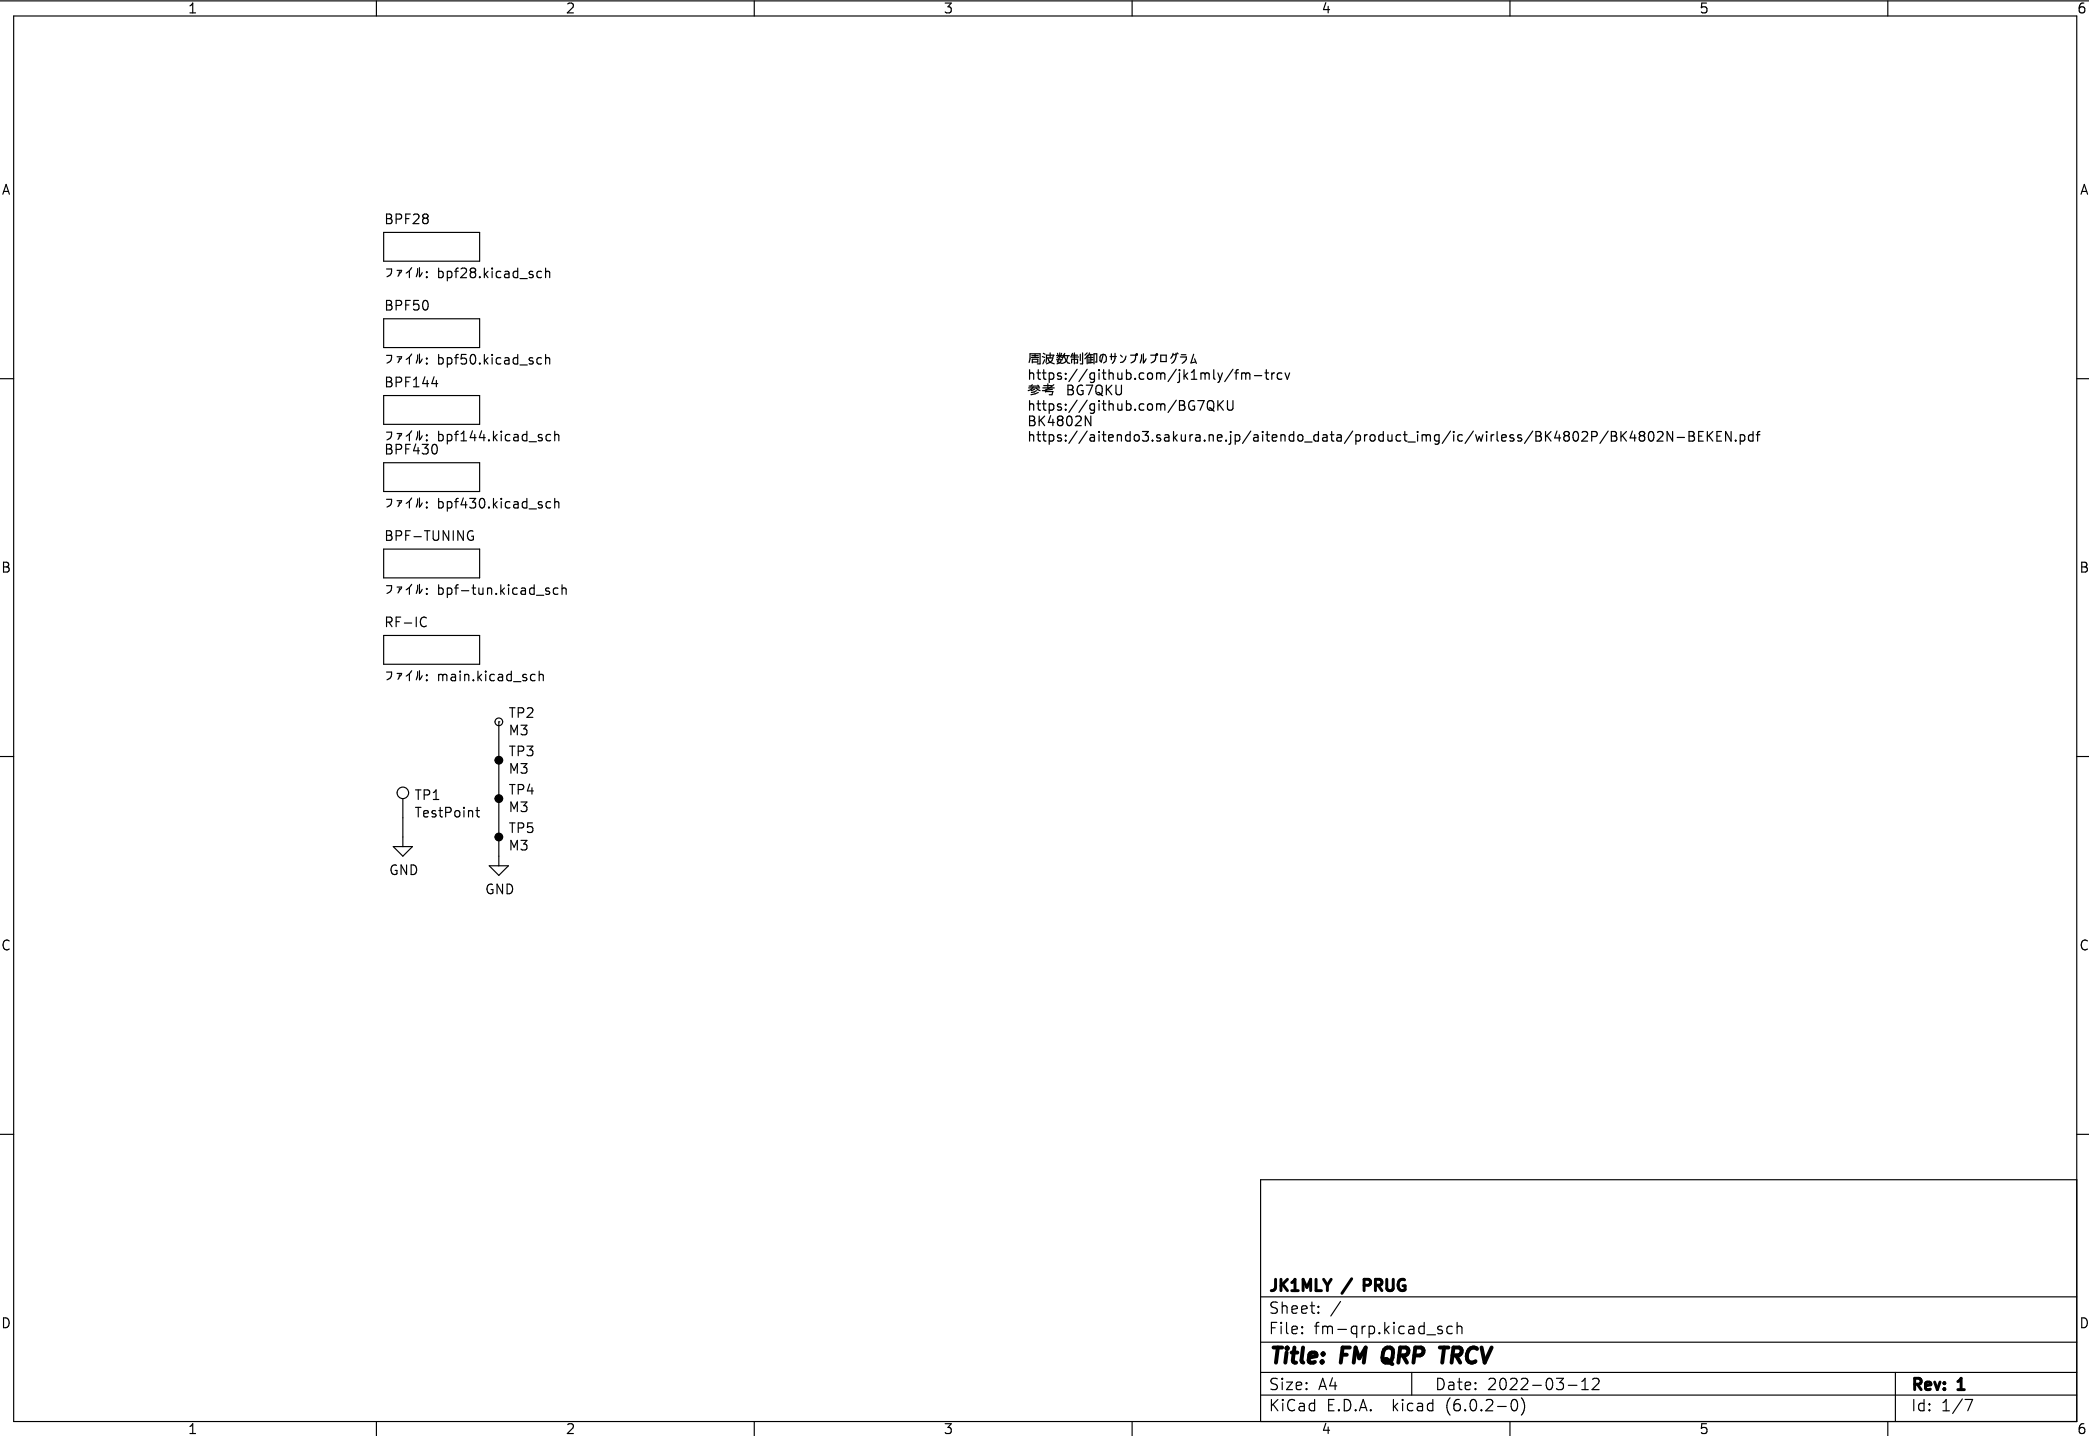 1 2 3 4 5 6
A A
BPF28
ファイル: bpf28.kicad_sch
BPF50
ファイル: bpf50.kicad_sch
周波数制御のサンプルプログラム
https://github.com/jk1mly/fm-trcv
参考 BG7QKU
https://github.com/BG7QKU
BK4802N
https://aitendo3.sakura.ne.jp/aitendo_data/product_img/ic/wirless/BK4802P/BK4802N-BEKEN.pdf
BPF144
ファイル: bpf144.kicad_sch
BPF430
ファイル: bpf430.kicad_sch
BPF-TUNING
B B
ファイル: bpf-tun.kicad_sch
RF-IC
ファイル: main.kicad_sch
TP2
M3
TP3
M3
TP4
M3
TP5
M3
GND
TP1
TestPoint
GND
C C
JK1MLY / PRUG
Sheet: /
File: fm-qrp.kicad_sch
D D
Title: FM QRP TRCV
Size: A4 Date: 2022-03-12 Rev: 1
KiCad E.D.A. kicad (6.0.2-0) Id: 1/7
1 2 3 4 5 6